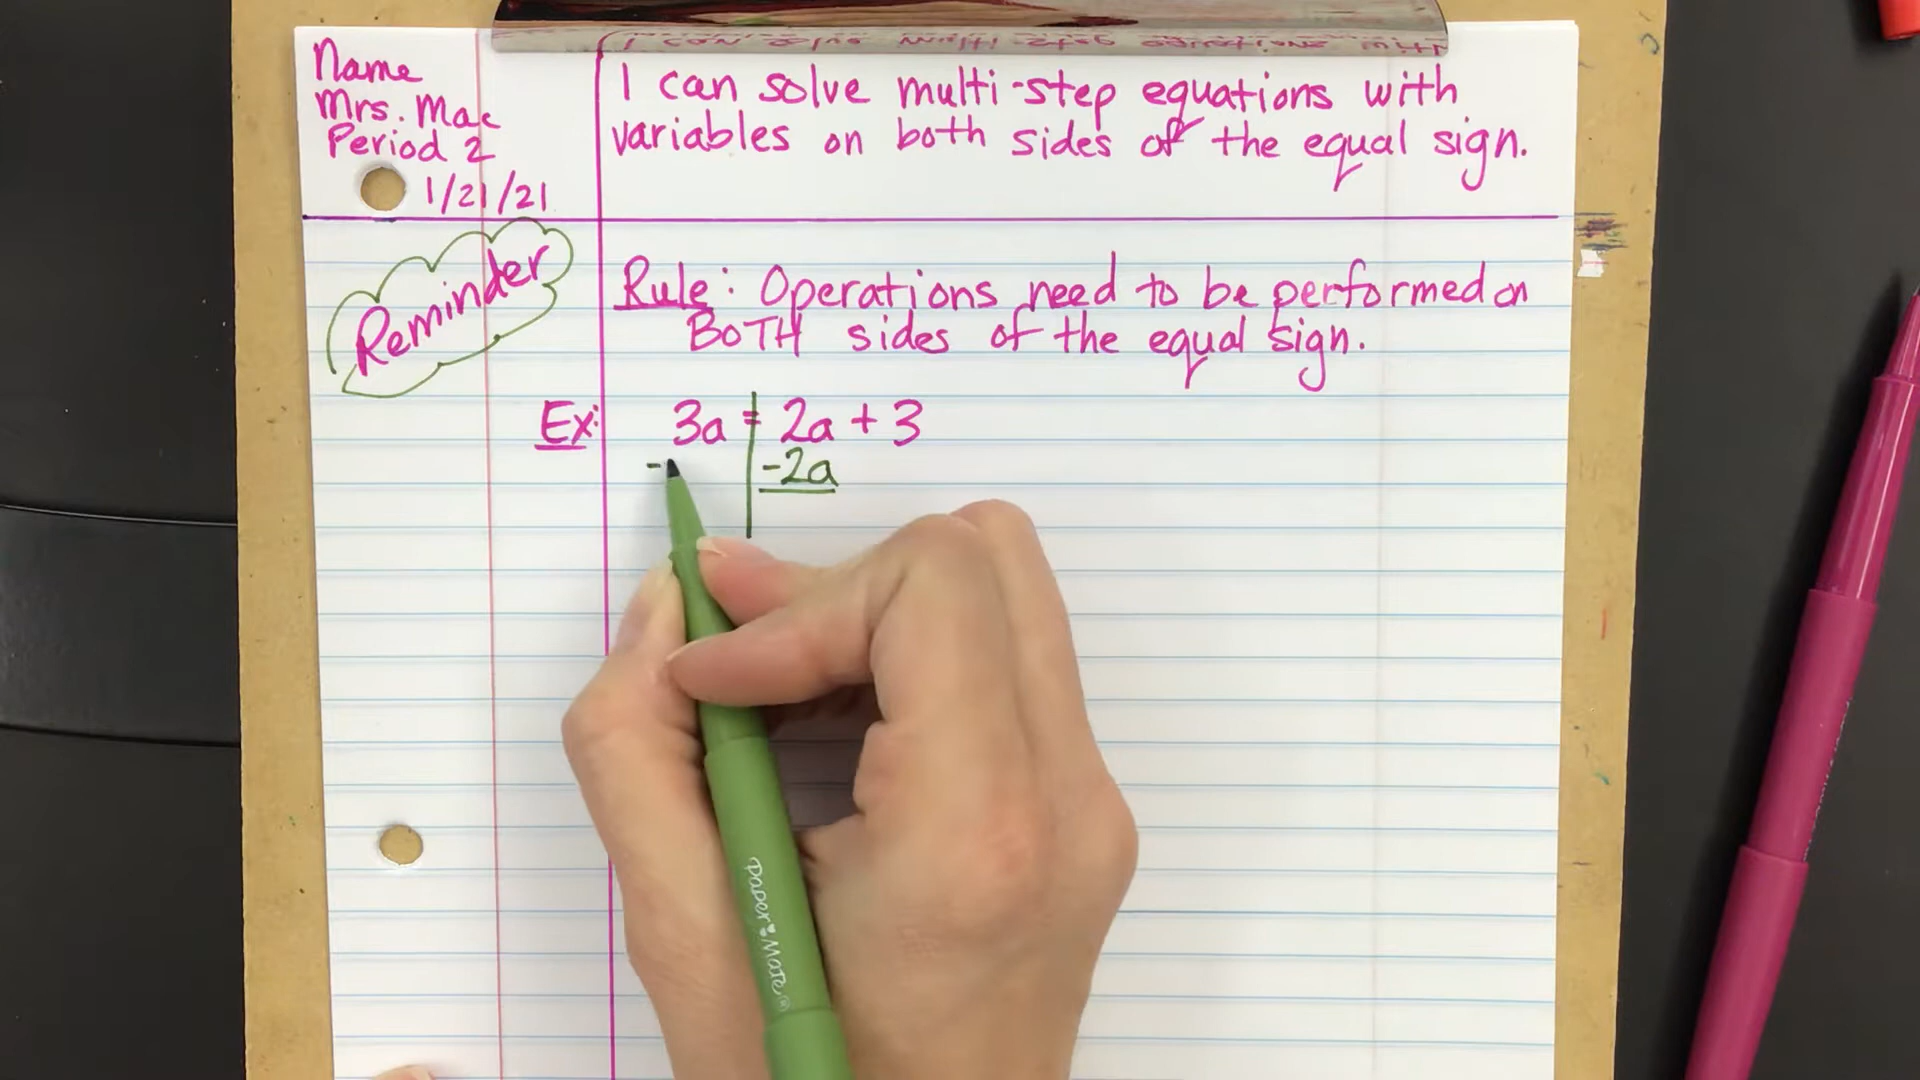 Name
Mrs. Mac
Period 2
1/21/21
I can solve multi-step equations with
variables on both sides of the equal sign.
Reminder
Rule: Operations need to be performed on
BOTH sides of the equal sign.
Ex: 3a = 2a + 3
- -2a
paper:mate®